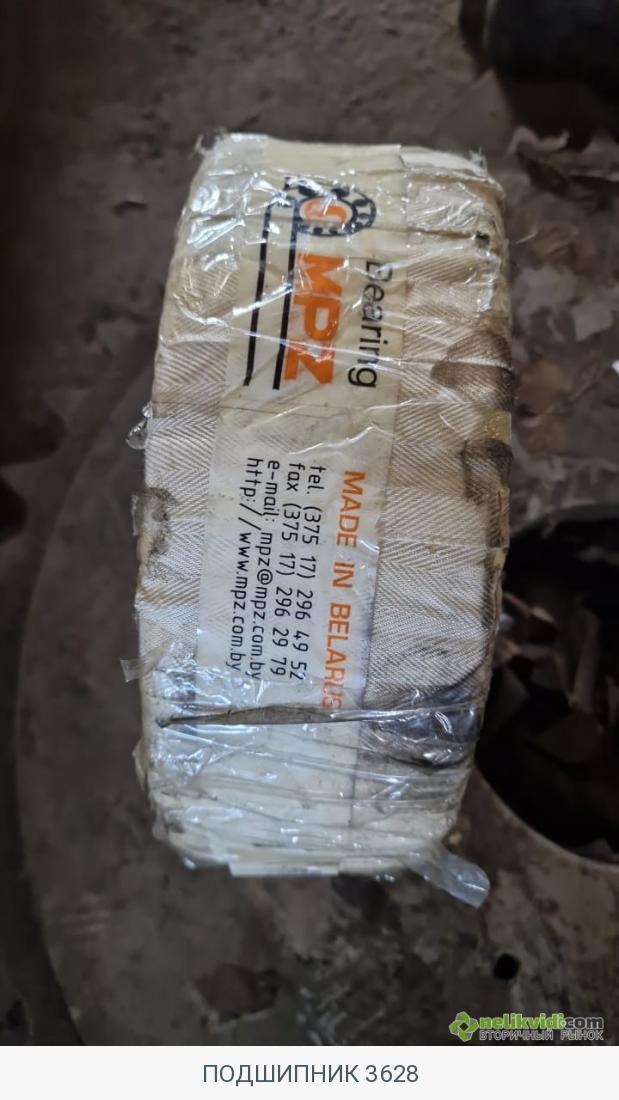 Bearing
MPZ
MADE IN BELARUS
tel. (375 17) 296 49 52
fax (375 17) 296 29 79
e-mail: mpz@mpz.com.by
http://www.mpz.com.by
nelikvidi.com
ВТОРИЧНЫЙ РЫНОК
ПОДШИПНИК 3628